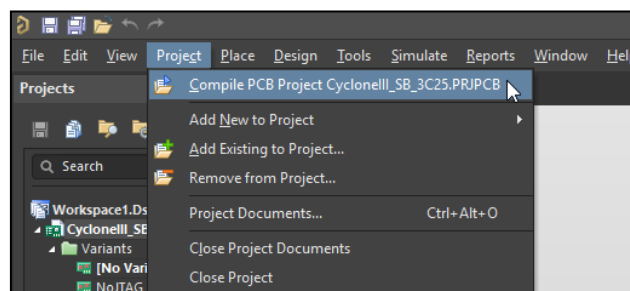 File Edit View Project Place Design Tools Simulate Reports Window Hel
Projects
Compile PCB Project CycloneIII_SB_3C25.PRJPCB
Add New to Project
Search
Add Existing to Project...
Remove from Project...
Workspace1.Ds
Project Documents... Ctrl+Alt+O
CycloneIII_SB
Variants
Close Project Documents
[No Vari
Close Project
NoJTAG